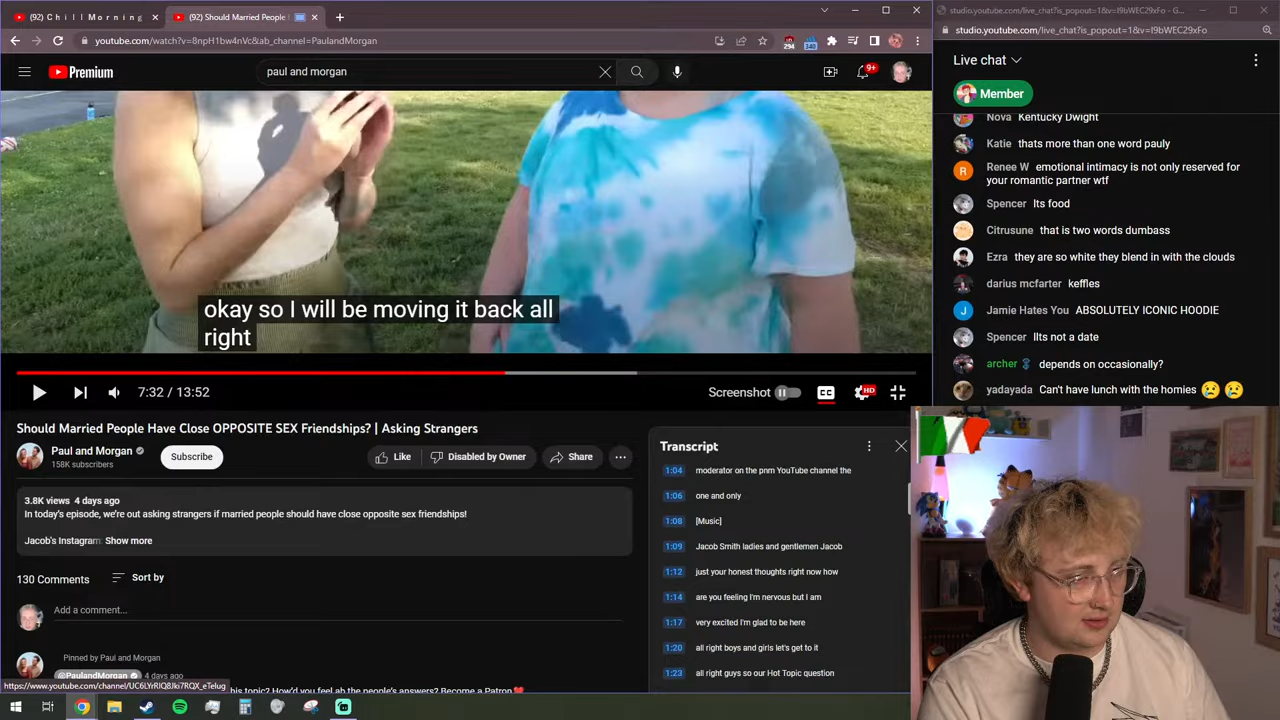 C h i l l M o r n i n g
(92) Should Married People
studio.youtube.com/live_chat?is_popout=1&v=I9bWEC29xFo - G...
youtube.com/watch?v=8npH1bw4nVc&ab_channel=PaulandMorgan
studio.youtube.com/live_chat?is_popout=1&v=I9bWEC29xFo
Premium
paul and morgan
9+
Live chat
Member
Nova Kentucky Dwight
Katie thats more than one word pauly
Renee W emotional intimacy is not only reserved for
your romantic partner wtf
Spencer Its food
Citrusune that is two words dumbass
Ezra they are so white they blend in with the clouds
darius mcfarter keffles
Jamie Hates You ABSOLUTELY ICONIC HOODIE
Spencer IIts not a date
archer depends on occasionally?
yadayada Can't have lunch with the homies 😢 😢
okay so I will be moving it back all
right
7:32 / 13:52
Screenshot
CC
HD
Should Married People Have Close OPPOSITE SEX Friendships? | Asking Strangers
Paul and Morgan
158K subscribers
Subscribe
Like
Disabled by Owner
Share
3.8K views 4 days ago
In today's episode, we're out asking strangers if married people should have close opposite sex friendships!
Jacob's Instagram Show more
130 Comments
Sort by
Add a comment...
Pinned by Paul and Morgan
@PaulandMorgan 4 days ago
his topic? How'd you feel ab the people's answers? Become a Patron❤️
Transcript
1:04 moderator on the pnm YouTube channel the
1:06 one and only
1:08 [Music]
1:09 Jacob Smith ladies and gentlemen Jacob
1:12 just your honest thoughts right now how
1:14 are you feeling I'm nervous but I am
1:17 very excited I'm glad to be here
1:20 all right boys and girls let's get to it
1:23 all right guys so our Hot Topic question